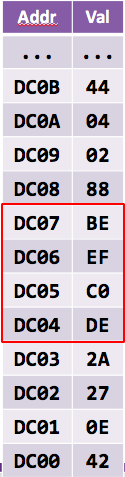 Addr Val
... ...
DC0B 44
DC0A 04
DC09 02
DC08 88
DC07 BE
DC06 EF
DC05 C0
DC04 DE
DC03 2A
DC02 27
DC01 0E
DC00 42